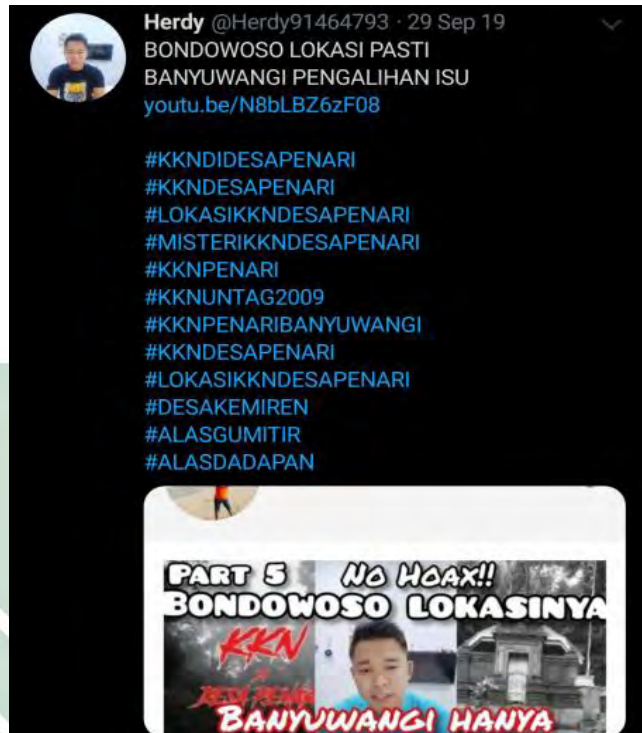 Herdy @Herdy91464793 · 29 Sep 19
BONDOWOSO LOKASI PASTI
BANYUWANGI PENGALIHAN ISU
youtu.be/N8bLBZ6zF08
#KKNDIDESAPENARI
#KKNDESAPENARI
#LOKASIKKNDESAPENARI
#MISTERIKKNDESAPENARI
#KKNPENARI
#KKNUNTAG2009
#KKNPENARIBANYUWANGI
#KKNDESAPENARI
#LOKASIKKNDESAPENARI
#DESAKEMIREN
#ALASGUMITIR
#ALASDADAPAN
PART 5 NO HOAX!!
BONDOWOSO LOKASINYA
KKN
BANYUWANGI HANYA